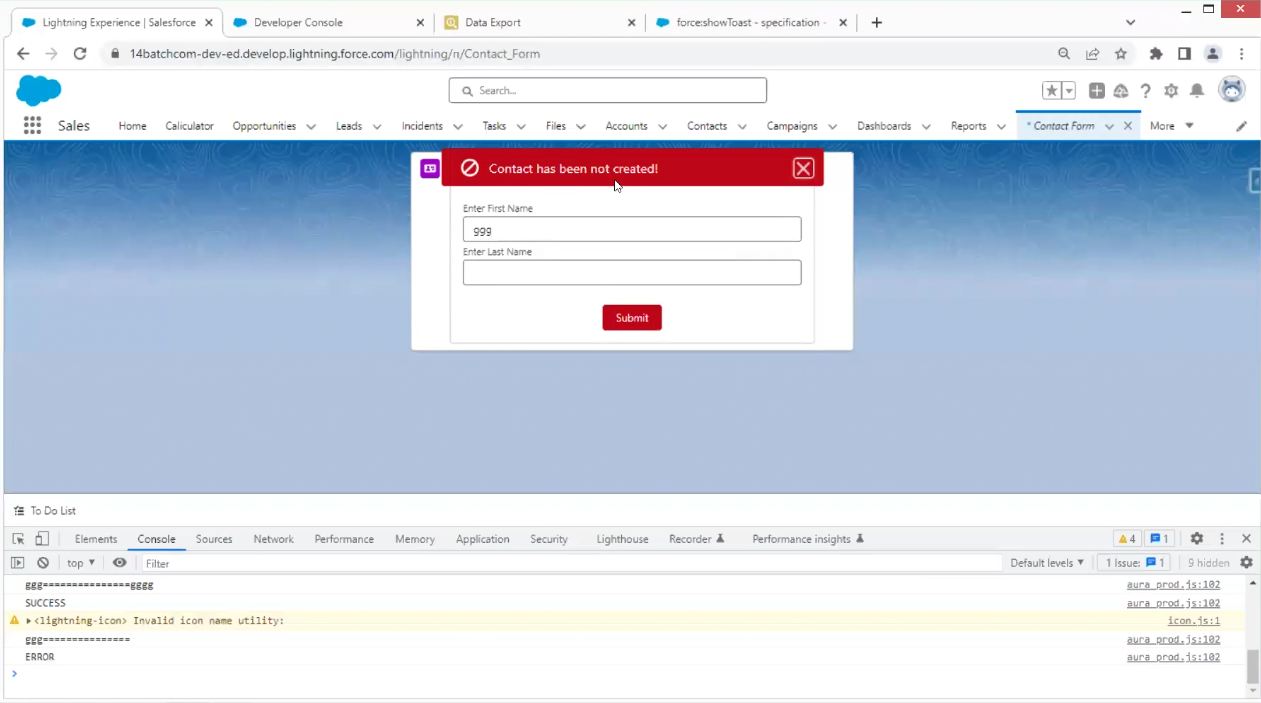 Lightning Experience | Salesforce
Developer Console
Data Export
force:showToast - specification -
14batchcom-dev-ed.develop.lightning.force.com/lightning/n/Contact_Form
Search...
Sales Home Calculator Opportunities Leads Incidents Tasks Files Accounts Contacts Campaigns Dashboards Reports * Contact Form More
Contact has been not created!
Enter First Name
ggg
Enter Last Name
Submit
To Do List
Elements Console Sources Network Performance Memory Application Security Lighthouse Recorder Performance insights 4 1
top Filter Default levels 1 Issue: 1 9 hidden
ggg===============gggg aura_prod.js:102
SUCCESS aura_prod.js:102
<lightning-icon> Invalid icon name utility: icon.js:1
ggg=============== aura_prod.js:102
ERROR aura_prod.js:102